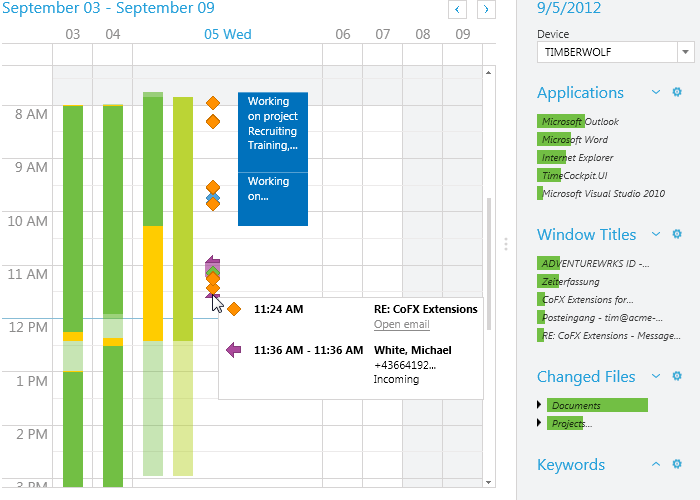 September 03 - September 09
03
04
05 Wed
06
07
08
09
8 AM
9 AM
10 AM
11 AM
12 PM
1 PM
2 PM
3 PM
Working
on project
Recruiting
Training,...
Working
on...
11:24 AM
RE: CoFX Extensions
Open email
11:36 AM - 11:36 AM
White, Michael
+43664192...
Incoming
9/5/2012
Device
TIMBERWOLF
Applications
Microsoft Outlook
Microsoft Word
Internet Explorer
TimeCockpit.UI
Microsoft Visual Studio 2010
Window Titles
ADVENTUREWRKS ID -...
Zeiterfassung
CoFX Extensions for...
Posteingang - tim@acme-...
RE: CoFX Extensions - Message...
Changed Files
Documents
Projects...
Keywords